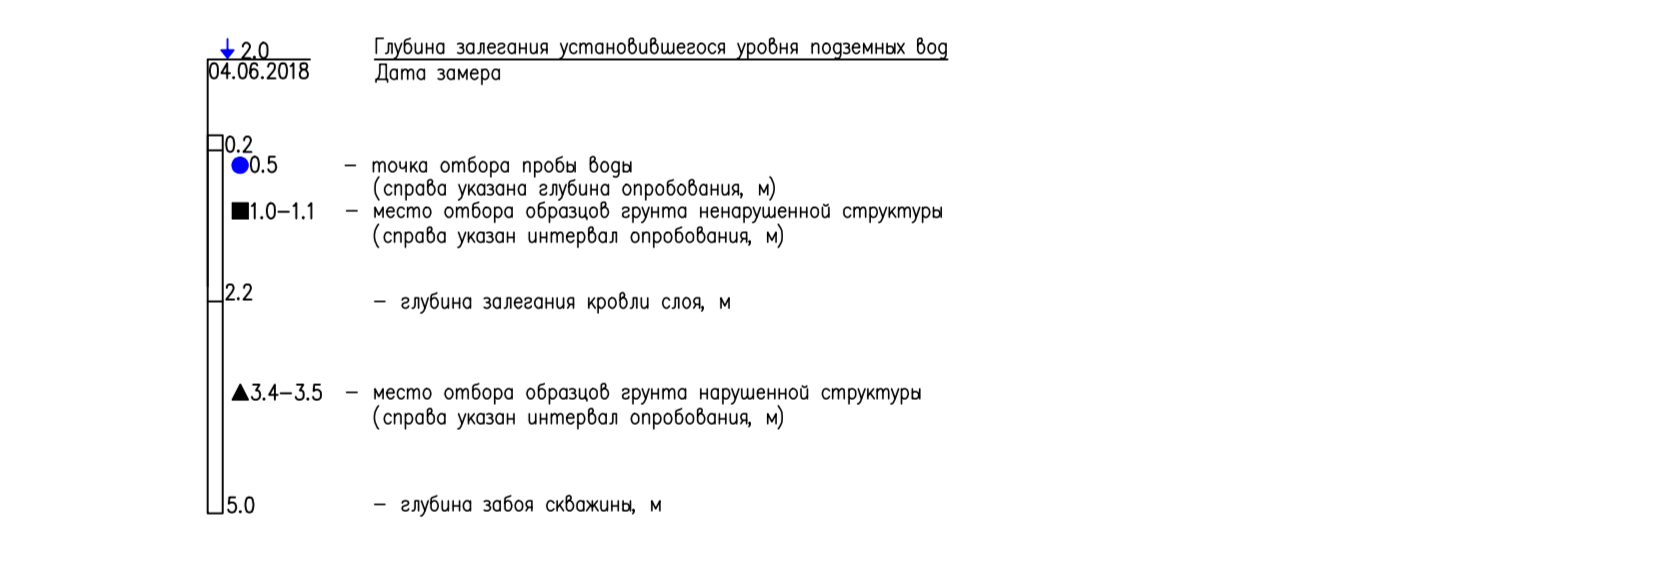 2.0 Глубина залегания установившегося уровня подземных вод
04.06.2018 Дата замера
0.2
0.5 – точка отбора пробы воды
(справа указана глубина опробования, м)
1.0–1.1 – место отбора образцов грунта ненарушенной структуры
(справа указан интервал опробования, м)
2.2 – глубина залегания кровли слоя, м
3.4–3.5 – место отбора образцов грунта нарушенной структуры
(справа указан интервал опробования, м)
5.0 – глубина забоя скважины, м